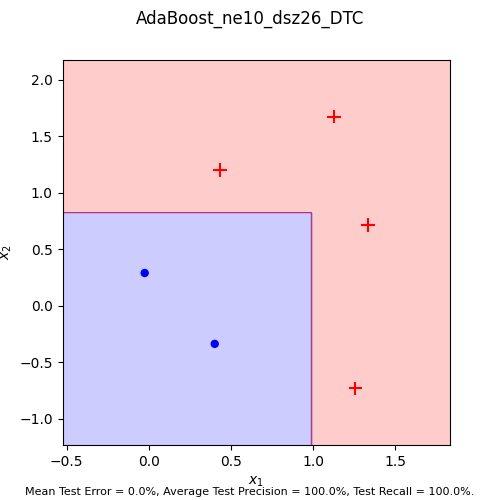 AdaBoost_ne10_dsz26_DTC
2.0
1.5
1.0
0.5
0.0
−0.5
−1.0
x₂
−0.5 0.0 0.5 1.0 1.5
x₁
Mean Test Error = 0.0%, Average Test Precision = 100.0%, Test Recall = 100.0%.